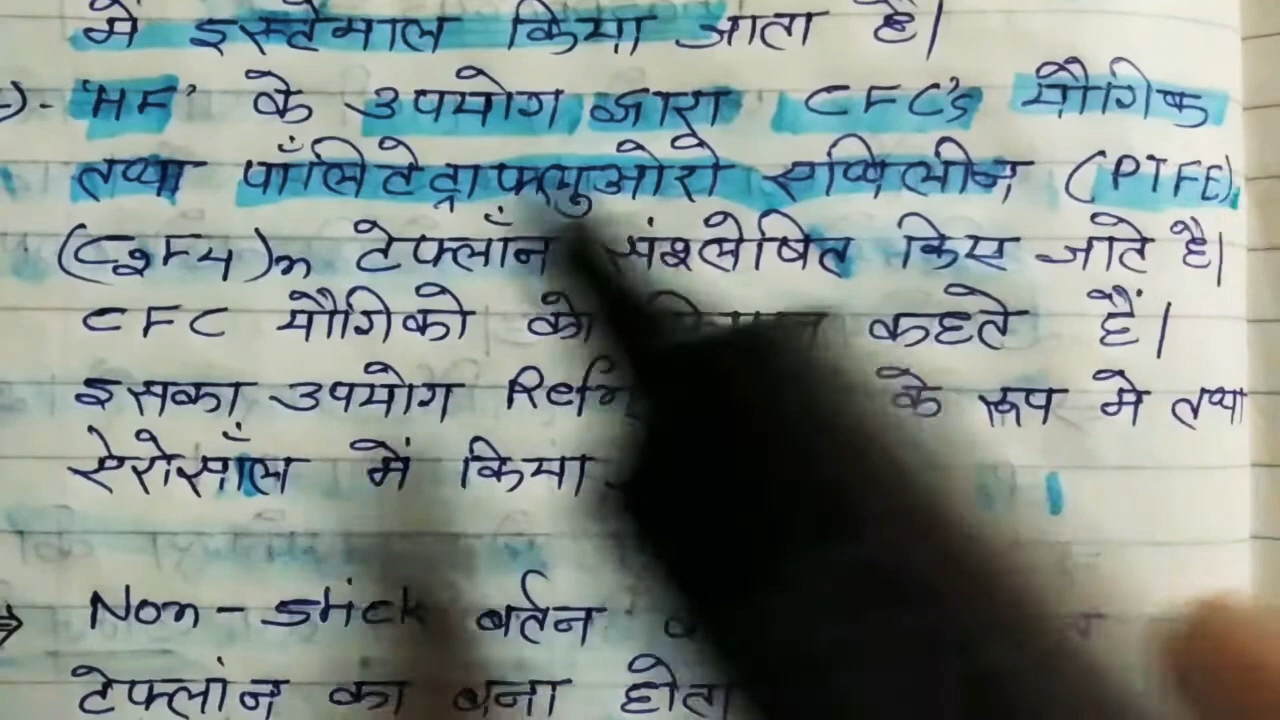 में इस्टेमाल किया जाता है।
-). 'HF' के उपयोग द्वारा CFC's यौगिक
तथा पॉलिटेट्राफ्लुओरो एथिलीन (PTFE)
(C2F4)n टेफ्लॉन संश्लेषित किए जाते है।
CFC यौगिको को कहते हैं।
इसका उपयोग के रूप मे तथा
ऐरोसॉल में किया
⇒ Non-stick बर्तन
टेफ्लॉन का बना होता